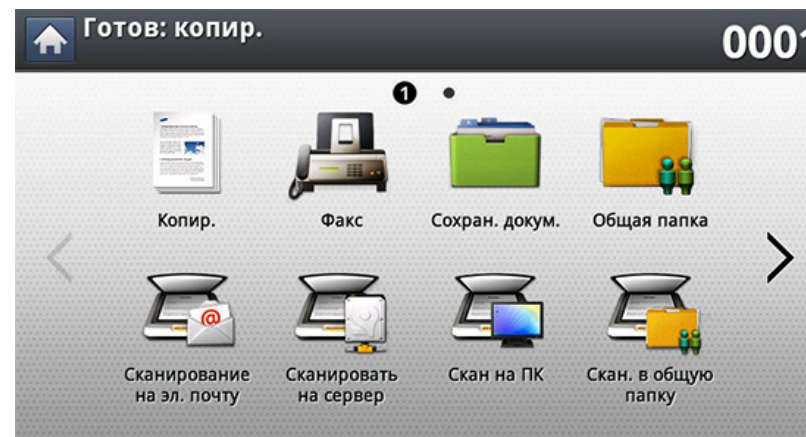 Готов: копир.
0001
1
Копир.
Факс
Сохран. докум.
Общая папка
@
Сканирование
на эл. почту
Сканировать
на сервер
Скан на ПК
Скан. в общую
папку